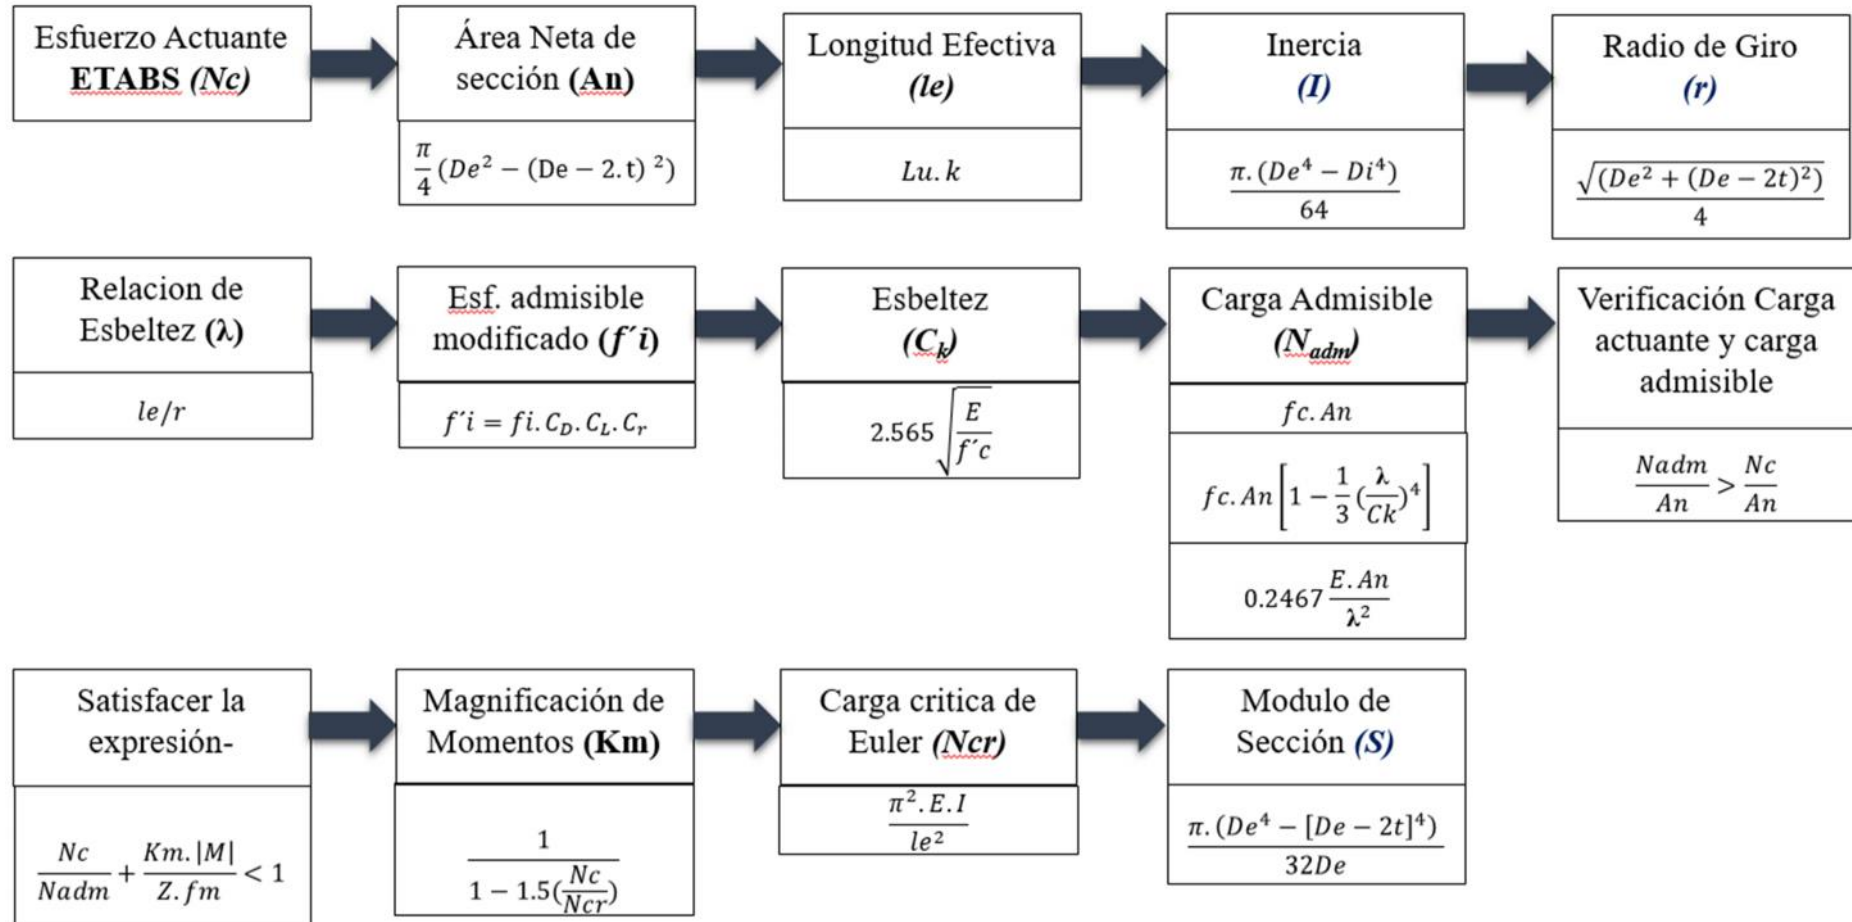 Esfuerzo Actuante
ETABS (Nc)
Área Neta de
sección (An)
π/4 (De² − (De − 2.t) ²)
Longitud Efectiva
(le)
Lu. k
Inercia
(I)
π. (De⁴ − Di⁴)/64
Radio de Giro
(r)
√((De² + (De − 2t)²))/4
Relacion de
Esbeltez (λ)
le/r
Esf. admisible
modificado (f´i)
f´i = fi. C_D. C_L. C_r
Esbeltez
(C_k)
2.565 √(E/f´c)
Carga Admisible
(N_adm)
fc. An
fc. An [1 − 1/3 (λ/Ck)⁴]
0.2467 E. An/λ²
Verificación Carga
actuante y carga
admisible
Nadm/An > Nc/An
Satisfacer la
expresión-
Nc/Nadm + Km. |M|/Z. fm < 1
Magnificación de
Momentos (Km)
1/(1 − 1.5(Nc/Ncr))
Carga critica de
Euler (Ncr)
π². E. I/le²
Modulo de
Sección (S)
π. (De⁴ − [De − 2t]⁴)/32De